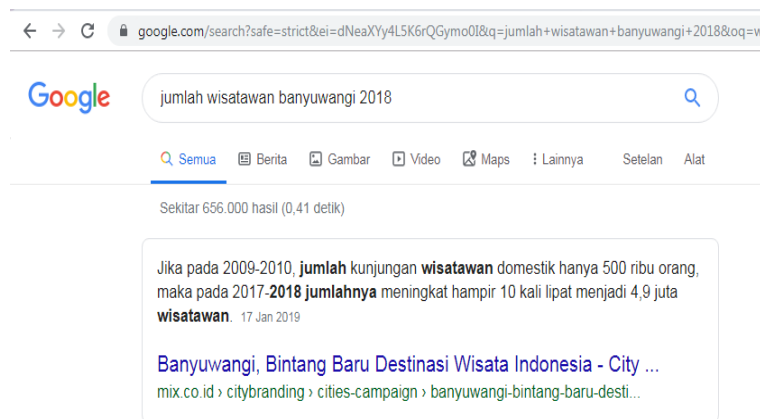 google.com/search?safe=strict&ei=dNeaXYy4L5K6rQGymo0I&q=jumlah+wisatawan+banyuwangi+2018&oq=w
Google
jumlah wisatawan banyuwangi 2018
Semua Berita Gambar Video Maps Lainnya Setelan Alat
Sekitar 656.000 hasil (0,41 detik)
Jika pada 2009-2010, jumlah kunjungan wisatawan domestik hanya 500 ribu orang,
maka pada 2017-2018 jumlahnya meningkat hampir 10 kali lipat menjadi 4,9 juta
wisatawan. 17 Jan 2019
Banyuwangi, Bintang Baru Destinasi Wisata Indonesia - City ...
mix.co.id › citybranding › cities-campaign › banyuwangi-bintang-baru-desti...